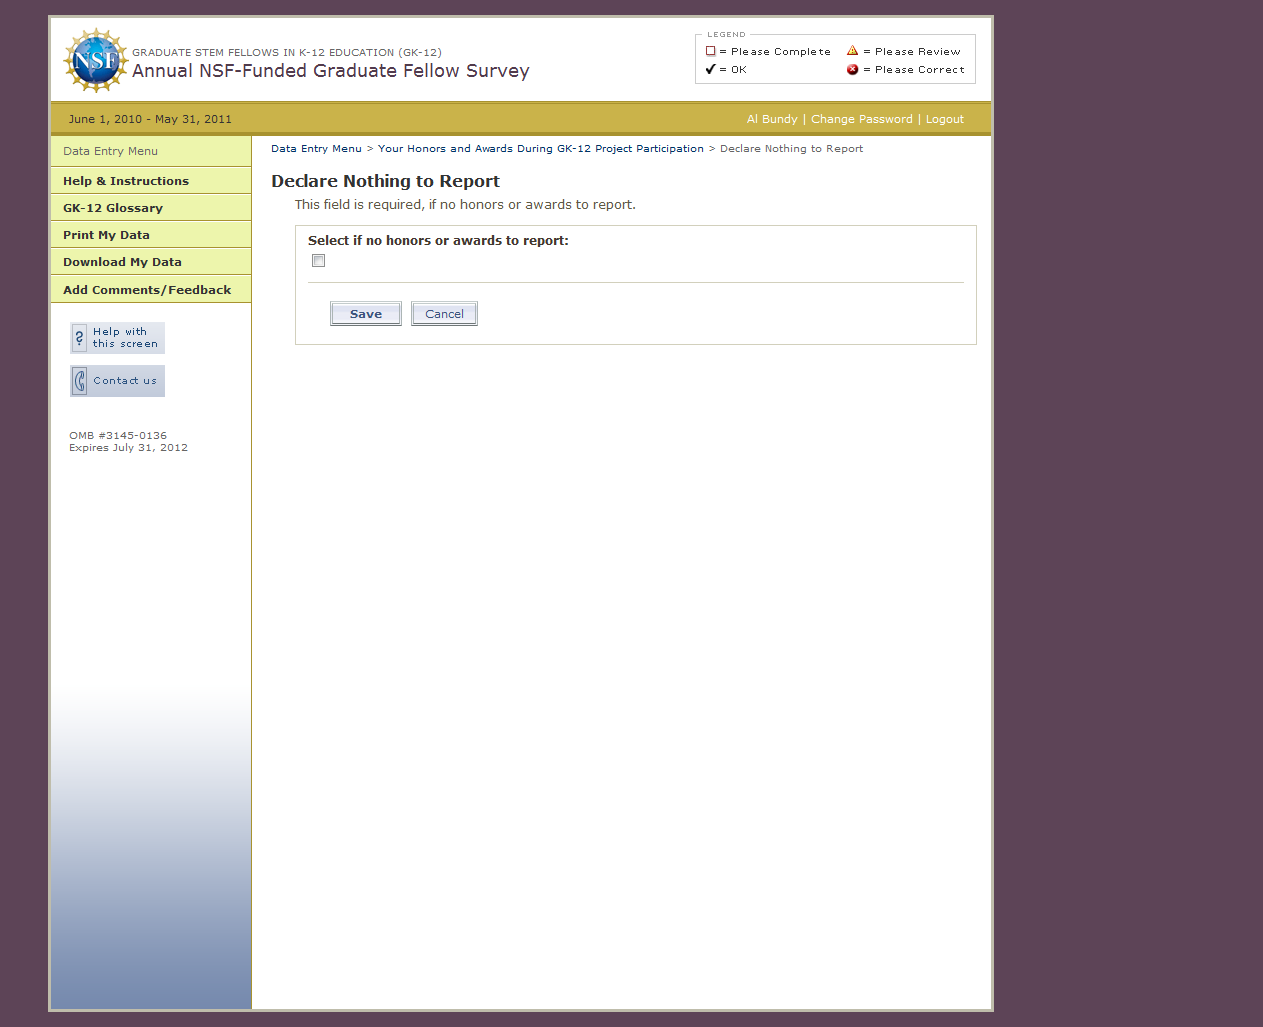 NSF
GRADUATE STEM FELLOWS IN K-12 EDUCATION (GK-12)
Annual NSF-Funded Graduate Fellow Survey
LEGEND
= Please Complete
= Please Review
= OK
= Please Correct
June 1, 2010 - May 31, 2011
Al Bundy | Change Password | Logout
Data Entry Menu
Help & Instructions
GK-12 Glossary
Print My Data
Download My Data
Add Comments/Feedback
? Help with
this screen
Contact us
OMB #3145-0136
Expires July 31, 2012
Data Entry Menu > Your Honors and Awards During GK-12 Project Participation > Declare Nothing to Report
Declare Nothing to Report
This field is required, if no honors or awards to report.
Select if no honors or awards to report:
Save
Cancel